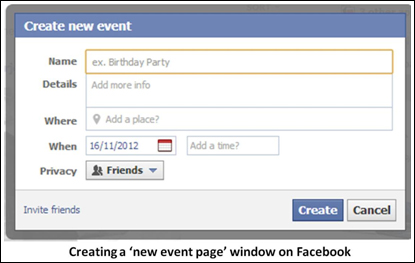 Create new event
Name ex. Birthday Party
Details Add more info
Where Add a place?
When 16/11/2012 Add a time?
Privacy Friends
Invite friends Create Cancel
Creating a ‘new event page’ window on Facebook